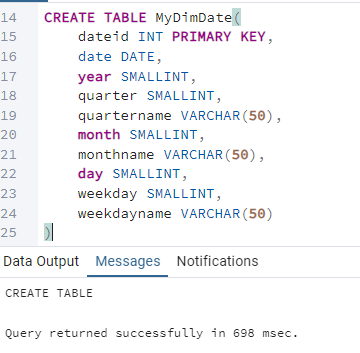 14 CREATE TABLE MyDimDate(
15 dateid INT PRIMARY KEY,
16 date DATE,
17 year SMALLINT,
18 quarter SMALLINT,
19 quartername VARCHAR(50),
20 month SMALLINT,
21 monthname VARCHAR(50),
22 day SMALLINT,
23 weekday SMALLINT,
24 weekdayname VARCHAR(50)
25 )
Data Output Messages Notifications
CREATE TABLE
Query returned successfully in 698 msec.